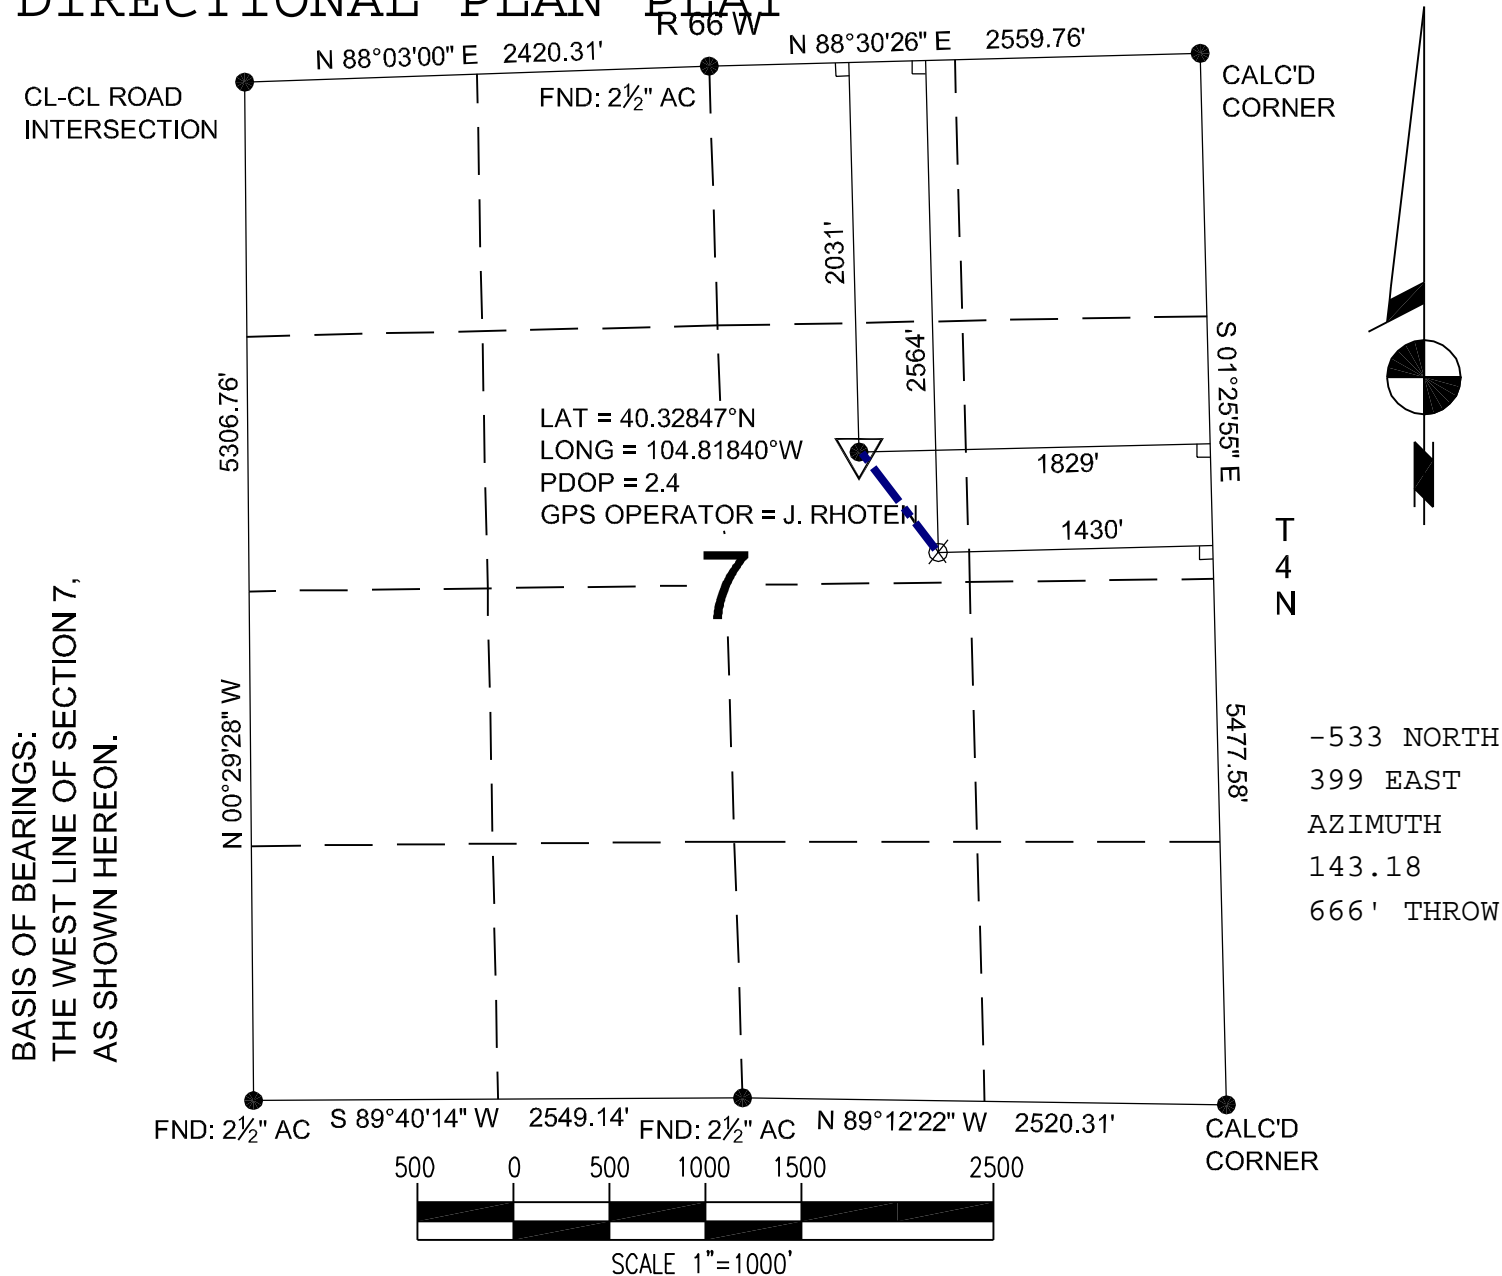 DIRECTIONAL PLAN PLAT
R 66 W
N 88°03'00" E 2420.31'
N 88°30'26" E 2559.76'
CL-CL ROAD
INTERSECTION
FND: 2½" AC
CALC'D
CORNER
2031'
2564'
5306.76'
S 01°25'55" E
LAT = 40.32847°N
LONG = 104.81840°W
PDOP = 2.4
GPS OPERATOR = J. RHOTEN
1829'
1430'
7
T
4
N
BASIS OF BEARINGS:
THE WEST LINE OF SECTION 7,
AS SHOWN HEREON.
N 00°29'28" W
5477.58'
-533 NORTH
399 EAST
AZIMUTH
143.18
666' THROW
FND: 2½" AC
S 89°40'14" W 2549.14'
FND: 2½" AC
N 89°12'22" W 2520.31'
CALC'D
CORNER
500 0 500 1000 1500 2500
SCALE 1"=1000'